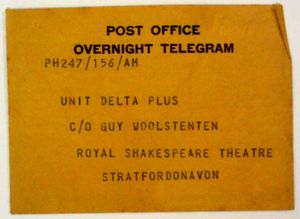 POST OFFICE
OVERNIGHT TELEGRAM
PH247/156/AM
UNIT DELTA PLUS
C/O GUY WOOLSTENTEN,
ROYAL SHAKESPEARE THEATRE
STRATFORDONAVON